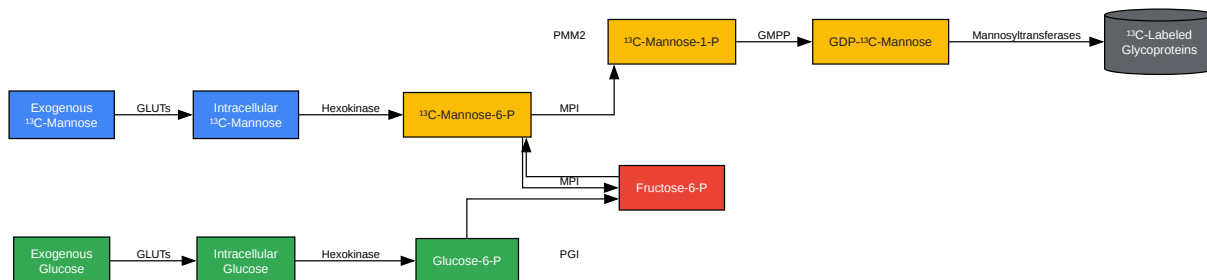 PMM2
¹³C-Mannose-1-P
GMPP
GDP-¹³C-Mannose
Mannosyltransferases
¹³C-Labeled
Glycoproteins
Exogenous
¹³C-Mannose
GLUTs
Intracellular
¹³C-Mannose
Hexokinase
¹³C-Mannose-6-P
MPI
MPI
Fructose-6-P
Exogenous
Glucose
GLUTs
Intracellular
Glucose
Hexokinase
Glucose-6-P
PGI